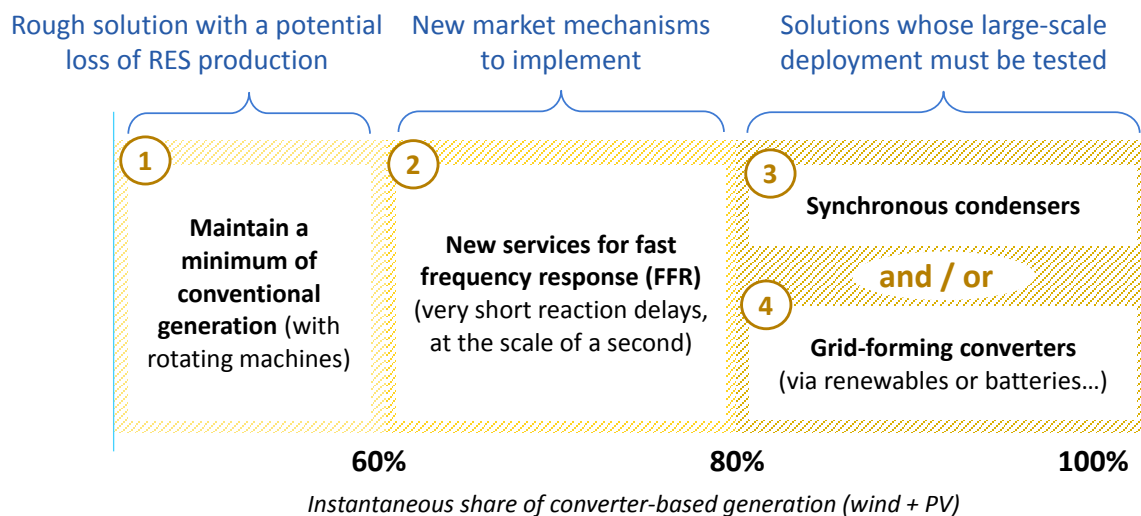 Rough solution with a potential
loss of RES production
New market mechanisms
to implement
Solutions whose large-scale
deployment must be tested
1
Maintain a
minimum of
conventional
generation (with
rotating machines)
2
New services for fast
frequency response (FFR)
(very short reaction delays,
at the scale of a second)
3
Synchronous condensers
and / or
4
Grid-forming converters
(via renewables or batteries…)
60%
80%
100%
Instantaneous share of converter-based generation (wind + PV)